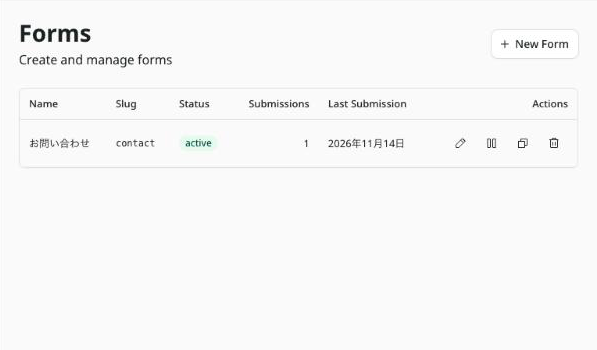 Forms
Create and manage forms
+ New Form
Name Slug Status Submissions Last Submission Actions
お問い合わせ contact active 1 2026年11月14日